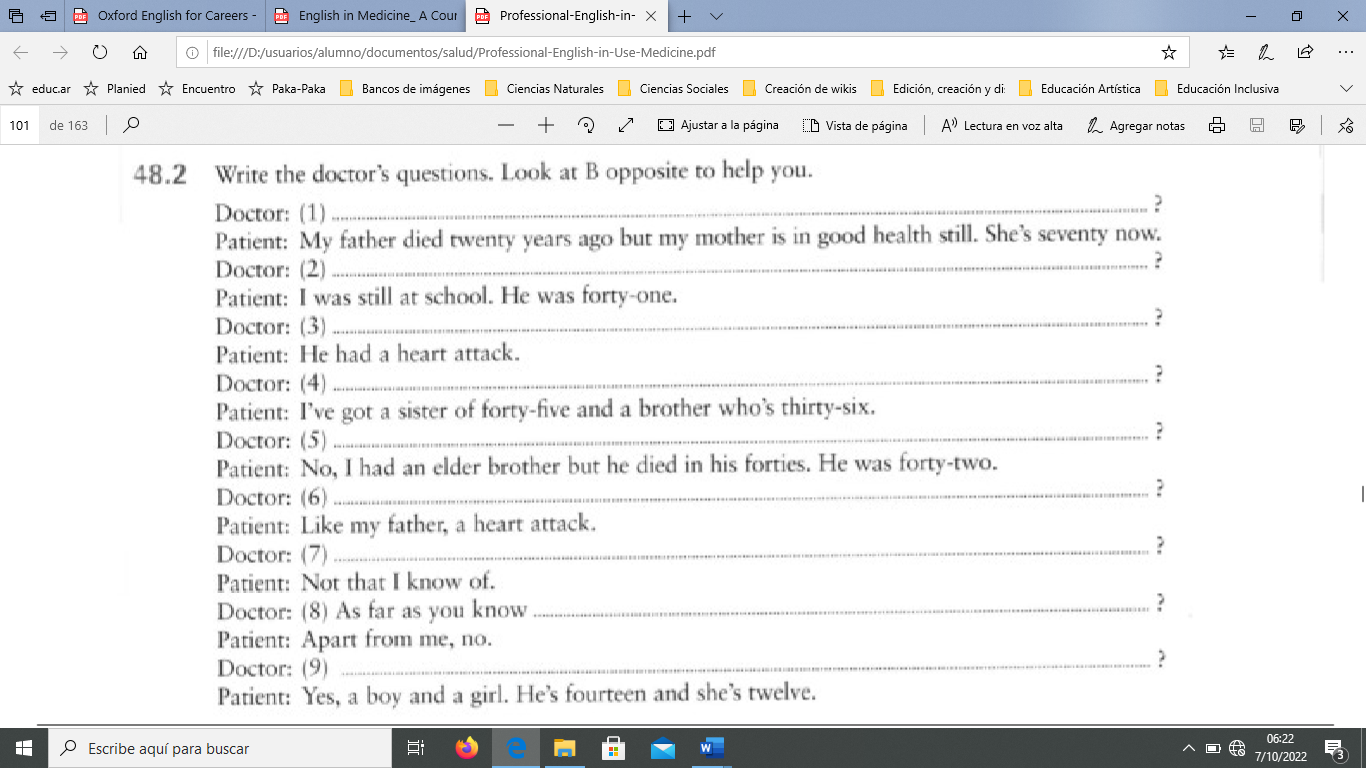 Oxford English for Careers -
English in Medicine_ A Cour
Professional-English-in-
file:///D:/usuarios/alumno/documentos/salud/Professional-English-in-Use-Medicine.pdf
educ.ar
Planied
Encuentro
Paka-Paka
Bancos de imágenes
Ciencias Naturales
Ciencias Sociales
Creación de wikis
Edición, creación y di
Educación Artística
Educación Inclusiva
101 de 163
Ajustar a la página
Vista de página
Lectura en voz alta
Agregar notas
48.2 Write the doctor's questions. Look at B opposite to help you.
Doctor: (1) ........................................ ?
Patient: My father died twenty years ago but my mother is in good health still. She's seventy now.
Doctor: (2) ........................................ ?
Patient: I was still at school. He was forty-one.
Doctor: (3) ........................................ ?
Patient: He had a heart attack.
Doctor: (4) ........................................ ?
Patient: I've got a sister of forty-five and a brother who's thirty-six.
Doctor: (5) ........................................ ?
Patient: No, I had an elder brother but he died in his forties. He was forty-two.
Doctor: (6) ........................................ ?
Patient: Like my father, a heart attack.
Doctor: (7) ........................................ ?
Patient: Not that I know of.
Doctor: (8) As far as you know ........................................ ?
Patient: Apart from me, no.
Doctor: (9) ........................................ ?
Patient: Yes, a boy and a girl. He's fourteen and she's twelve.
Escribe aquí para buscar
06:22
7/10/2022
3